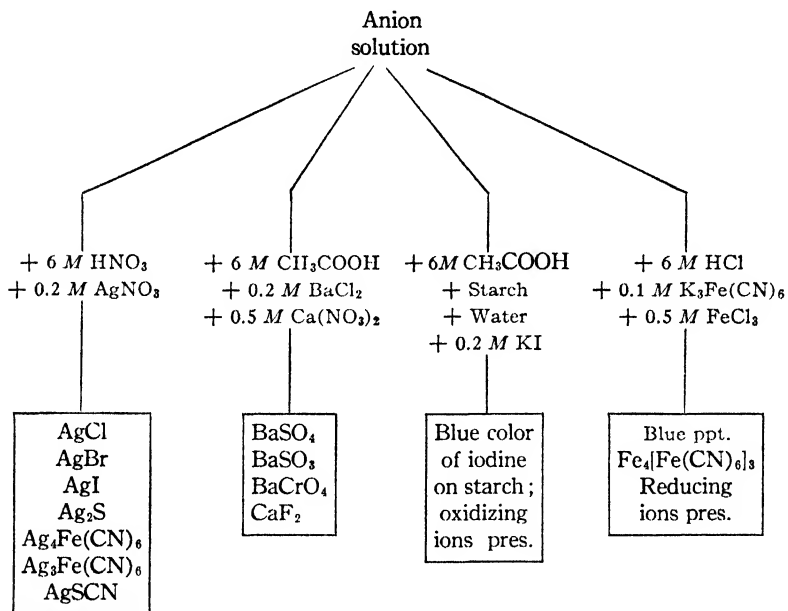 Anion
solution
+ 6 M HNO₃
+ 0.2 M AgNO₃
+ 6 M CH₃COOH
+ 0.2 M BaCl₂
+ 0.5 M Ca(NO₃)₂
+ 6M CH₃COOH
+ Starch
+ Water
+ 0.2 M KI
+ 6 M HCl
+ 0.1 M K₃Fe(CN)₆
+ 0.5 M FeCl₃
AgCl
AgBr
AgI
Ag₂S
Ag₄Fe(CN)₆
Ag₃Fe(CN)₆
AgSCN
BaSO₄
BaSO₃
BaCrO₄
CaF₂
Blue color
of iodine
on starch;
oxidizing
ions pres.
Blue ppt.
Fe₄[Fe(CN)₆]₃
Reducing
ions pres.